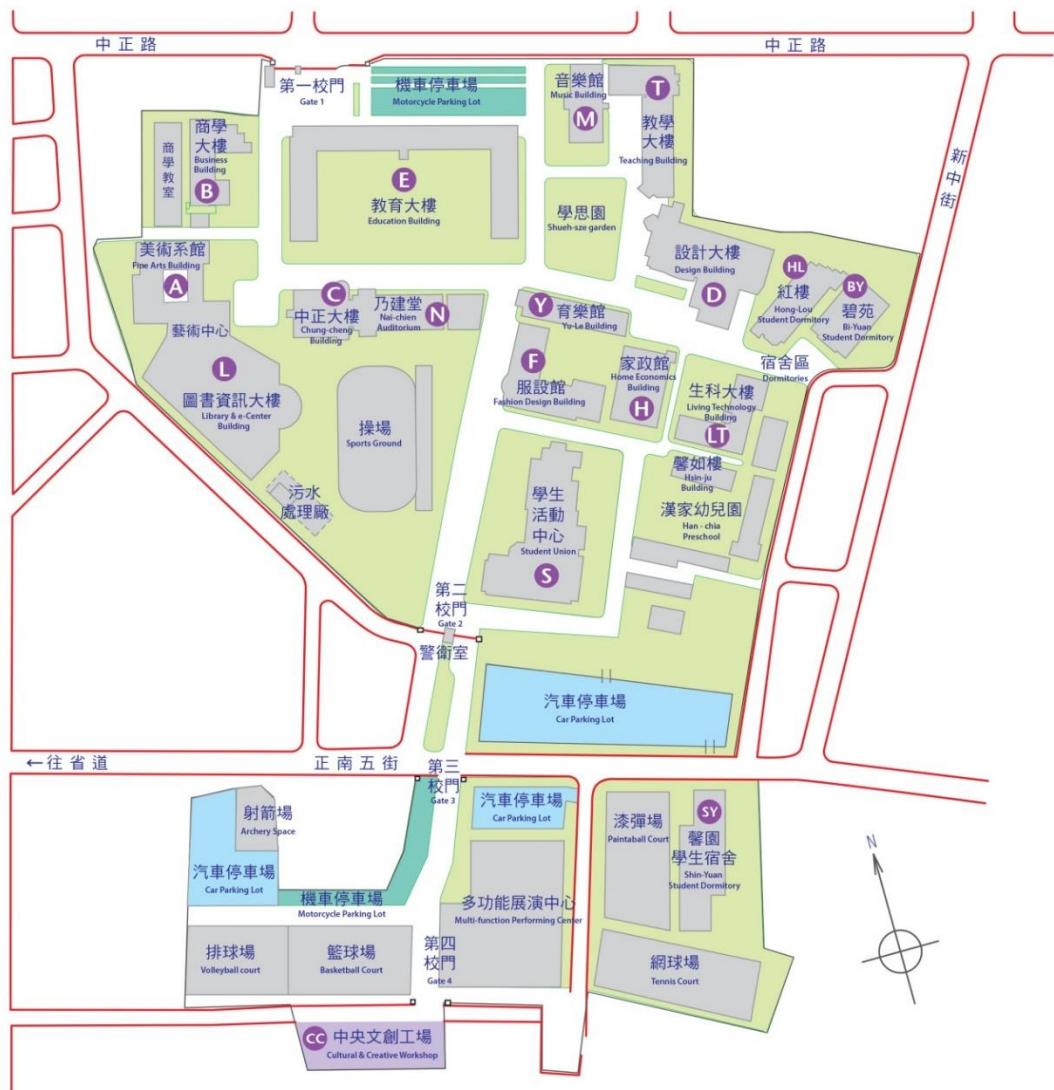 中正路
中正路
第一校門
Gate 1
機車停車場
Motorcycle Parking Lot
音樂館
Music Building
M
T
教學
大樓
Teaching Building
新中街
商學
大樓
Business
Building
B
商學教室
E
教育大樓
Education Building
學思園
Shueh-sze garden
美術系館
Fine Arts Building
A
設計大樓
Design Building
D
HL
紅樓
Hong-Lou
Student Dormitory
BY
碧苑
Bi-Yuan
Student Dormitory
C
中正大樓
Chung-cheng
Building
乃建堂
Nai-chien
Auditorium
N
Y
育樂館
Yu-Le Building
藝術中心
L
圖書資訊大樓
Library & e-Center
Building
F
服設館
Fashion Design Building
家政館
Home Economics
Building
H
宿舍區
Dormitories
生科大樓
Living Technology
Building
LT
操場
Sports Ground
馨如樓
Hsin-ju
Building
污水
處理廠
學生
活動
中心
Student Union
S
漢家幼兒園
Han - chia
Preschool
第二
校門
Gate 2
警衛室
汽車停車場
Car Parking Lot
←往省道
正南五街
第三
校門
Gate 3
射箭場
Archery Space
汽車停車場
Car Parking Lot
汽車停車場
Car Parking Lot
漆彈場
Paintaball Court
SY
馨園
學生宿舍
Shin-Yuan
Student Dormitory
機車停車場
Motorcycle Parking Lot
多功能展演中心
Multi-function Performing Center
N
排球場
Volleyball court
籃球場
Basketball Court
第四
校門
Gate 4
網球場
Tennis Court
CC
中央文創工場
Cultural & Creative Workshop